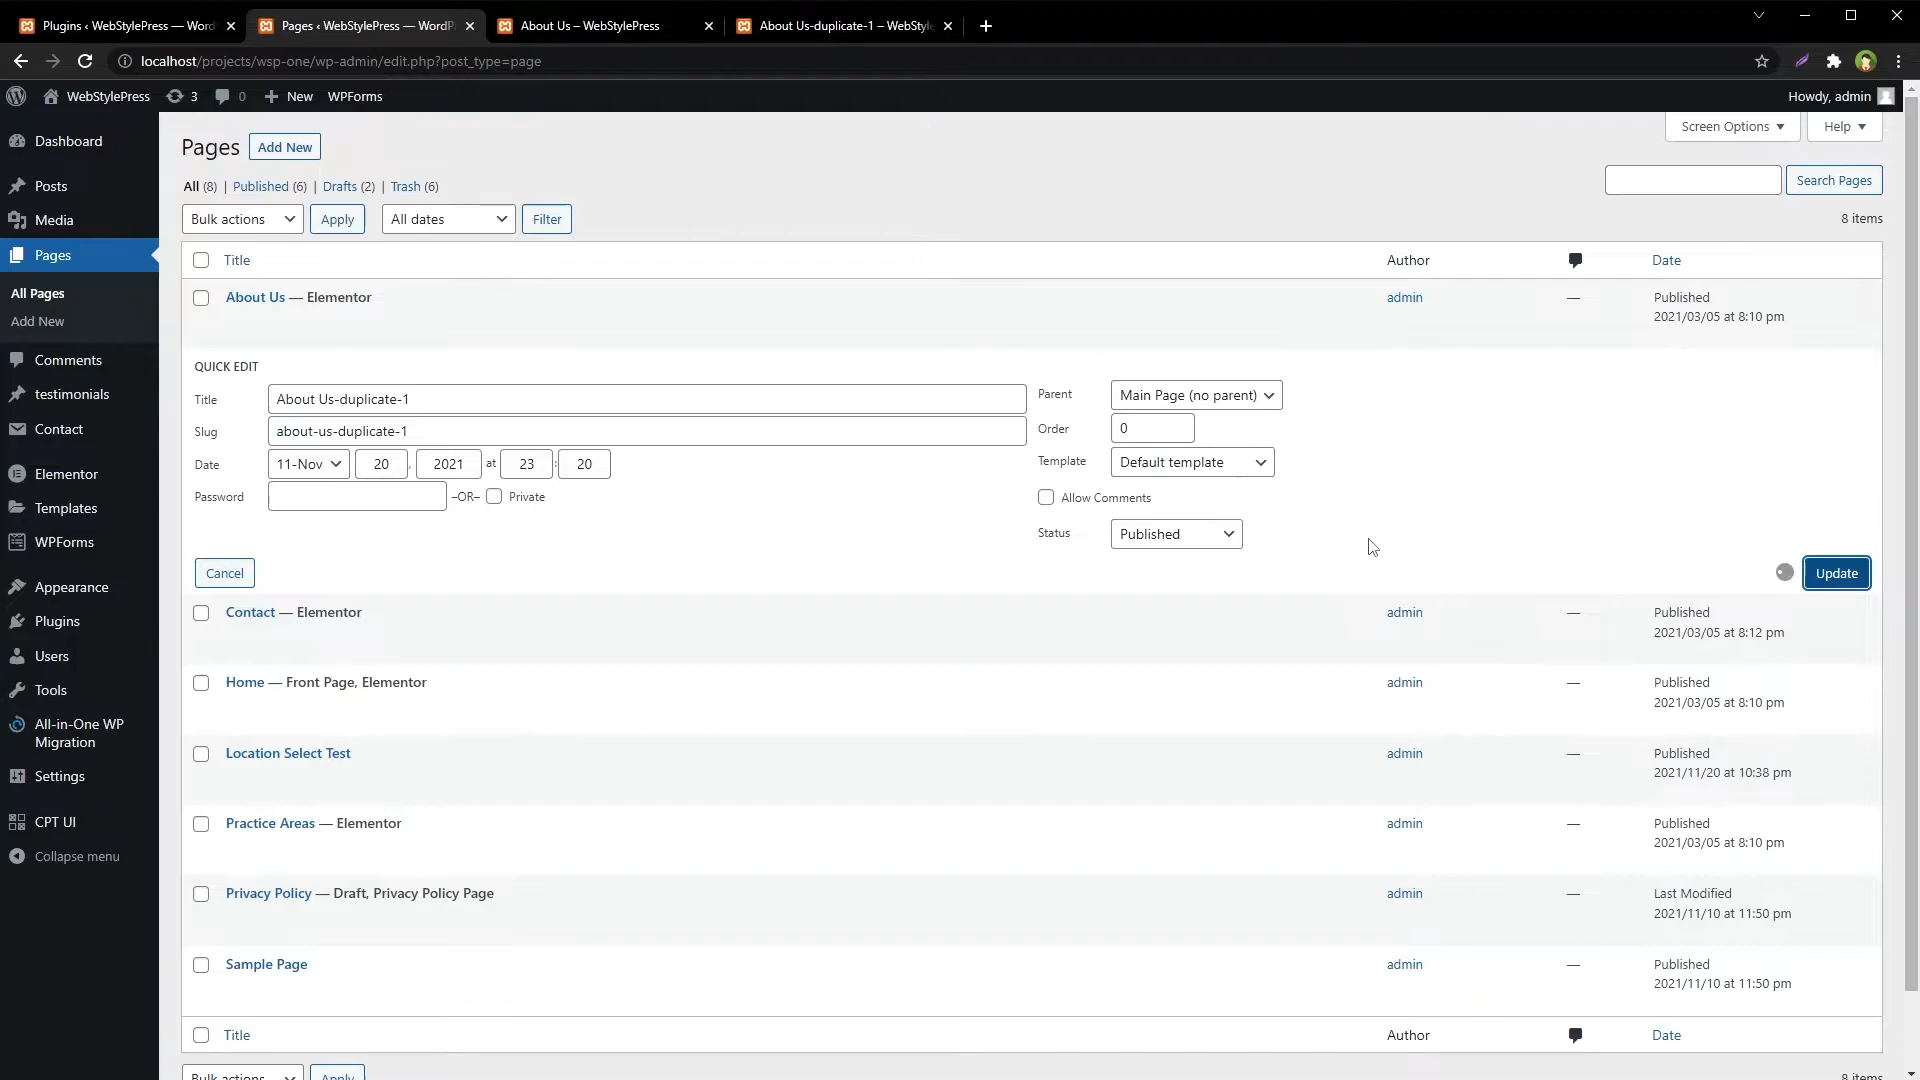 Plugins ‹ WebStylePress — Word
Pages ‹ WebStylePress — WordP
About Us – WebStylePress
About Us-duplicate-1 – WebStyle
localhost/projects/wsp-one/wp-admin/edit.php?post_type=page
WebStylePress
3
0
New
WPForms
Howdy, admin
Dashboard
Posts
Media
Pages
All Pages
Add New
Comments
testimonials
Contact
Elementor
Templates
WPForms
Appearance
Plugins
Users
Tools
All-in-One WP
Migration
Settings
CPT UI
Collapse menu
Screen Options
Help
Pages
Add New
All (8) | Published (6) | Drafts (2) | Trash (6)
Search Pages
Bulk actions
Apply
All dates
Filter
8 items
Title
Author
Date
About Us — Elementor
admin
—
Published
2021/03/05 at 8:10 pm
QUICK EDIT
Title
About Us-duplicate-1
Slug
about-us-duplicate-1
Date
11-Nov
20
,
2021
at
23
:
20
Password
–OR–
Private
Parent
Main Page (no parent)
Order
0
Template
Default template
Allow Comments
Status
Published
Cancel
Update
Contact — Elementor
admin
—
Published
2021/03/05 at 8:12 pm
Home — Front Page, Elementor
admin
—
Published
2021/03/05 at 8:10 pm
Location Select Test
admin
—
Published
2021/11/20 at 10:38 pm
Practice Areas — Elementor
admin
—
Published
2021/03/05 at 8:10 pm
Privacy Policy — Draft, Privacy Policy Page
admin
—
Last Modified
2021/11/10 at 11:50 pm
Sample Page
admin
—
Published
2021/11/10 at 11:50 pm
Title
Author
Date
Bulk actions
Apply
8 items